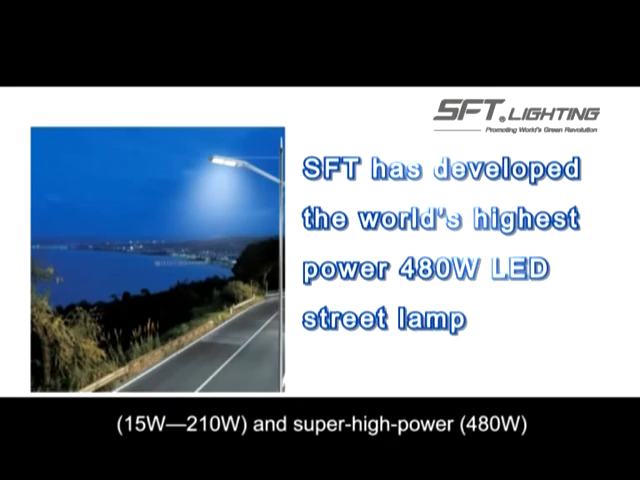 SFT. LIGHTING
Promoting World's Green Revolution
SFT has developed
the world's highest
power 480W LED
street lamp
(15W—210W) and super-high-power (480W)